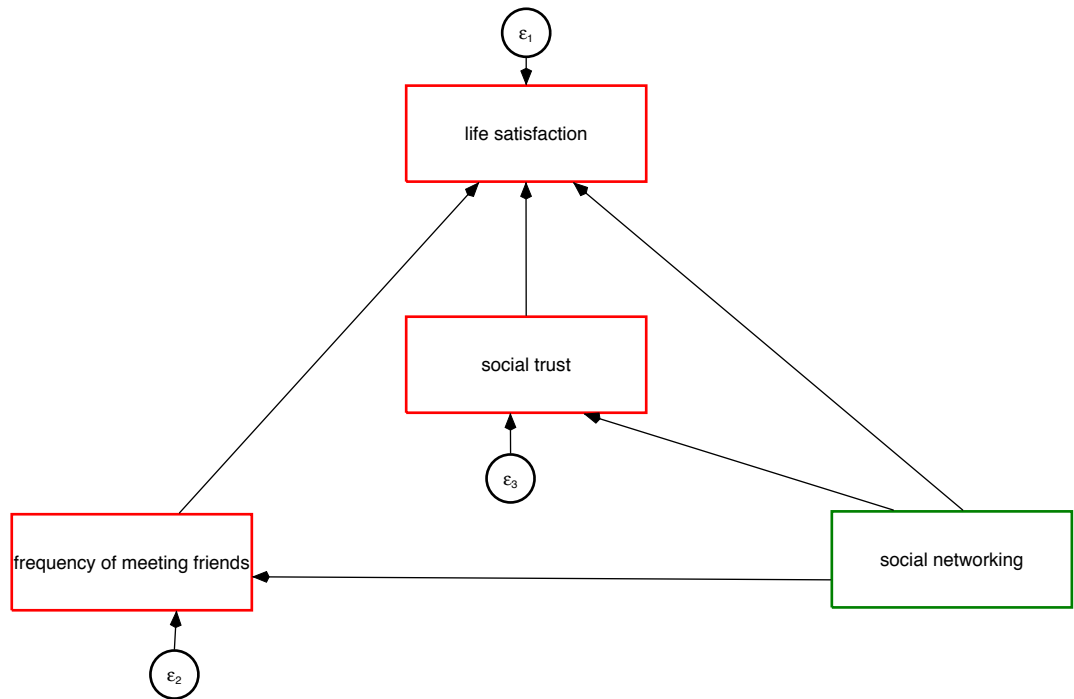 ε₁
life satisfaction
social trust
ε₃
frequency of meeting friends
social networking
ε₂